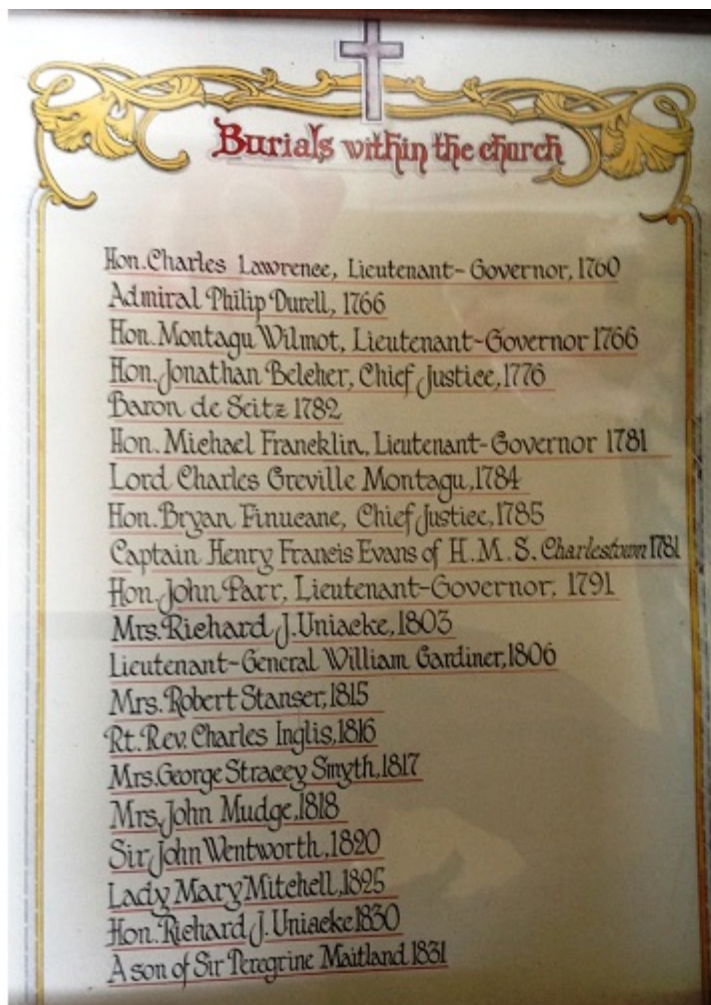 Burials within the church
Hon. Charles Lawrence, Lieutenant-Governor, 1760
Admiral Philip Durell, 1766
Hon. Montagu Wilmot, Lieutenant-Governor 1766
Hon. Jonathan Belcher, Chief Justice, 1776
Baron de Seitz 1782
Hon. Michael Francklin, Lieutenant-Governor 1781
Lord Charles Greville Montagu, 1784
Hon. Bryan Finucane, Chief Justice, 1785
Captain Henry Francis Evans of H.M.S. Charlestown 1781
Hon. John Parr, Lieutenant-Governor, 1791
Mrs. Richard J. Uniacke, 1803
Lieutenant-General William Gardiner, 1806
Mrs. Robert Stanser, 1815
Rt. Rev. Charles Inglis, 1816
Mrs. George Stracey Smyth, 1817
Mrs. John Mudge, 1818
Sir John Wentworth, 1820
Lady Mary Mitchell, 1825
Hon. Richard J. Uniacke 1830
A son of Sir Peregrine Maitland 1831